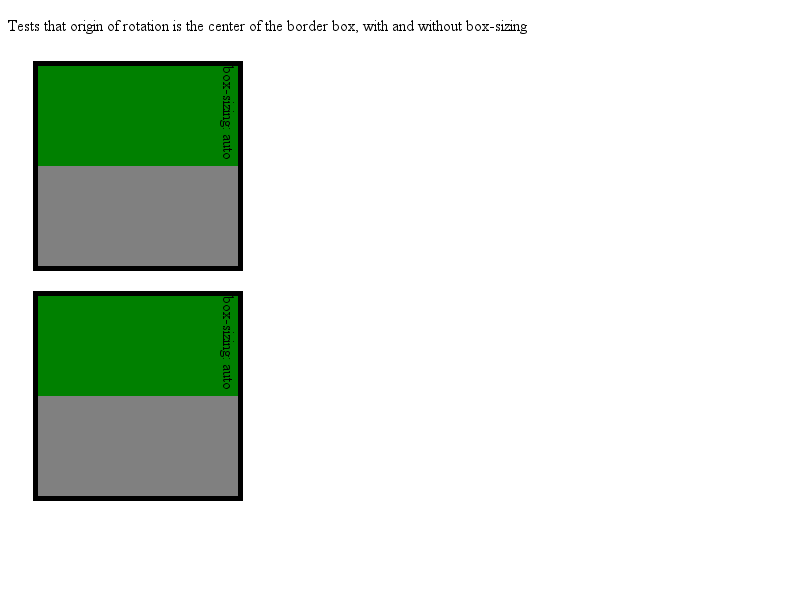 Tests that origin of rotation is the center of the border box, with and without box-sizing
box-sizing: auto
box-sizing: auto